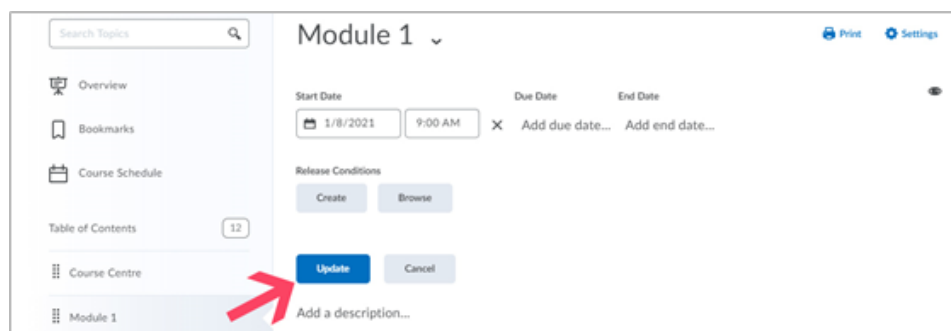 Search Topics
Overview
Bookmarks
Course Schedule
Table of Contents 12
Course Centre
Module 1
Module 1
Print Settings
Start Date Due Date End Date
1/8/2021 9:00 AM Add due date... Add end date...
Release Conditions
Create Browse
Update Cancel
Add a description...